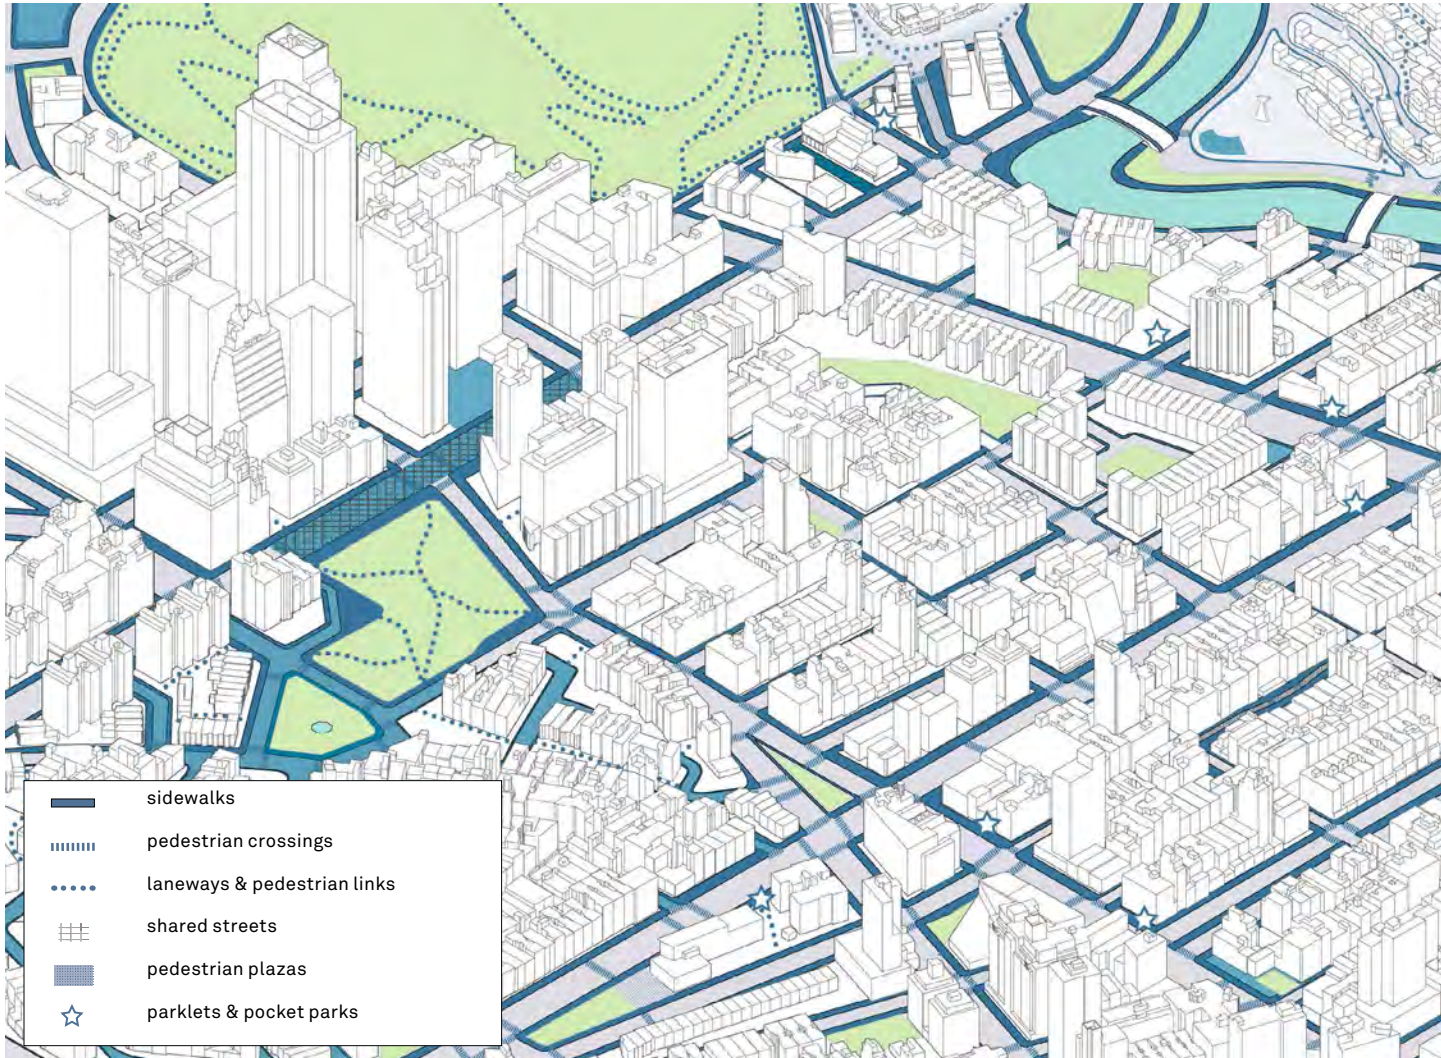 sidewalks
pedestrian crossings
laneways & pedestrian links
shared streets
pedestrian plazas
parklets & pocket parks